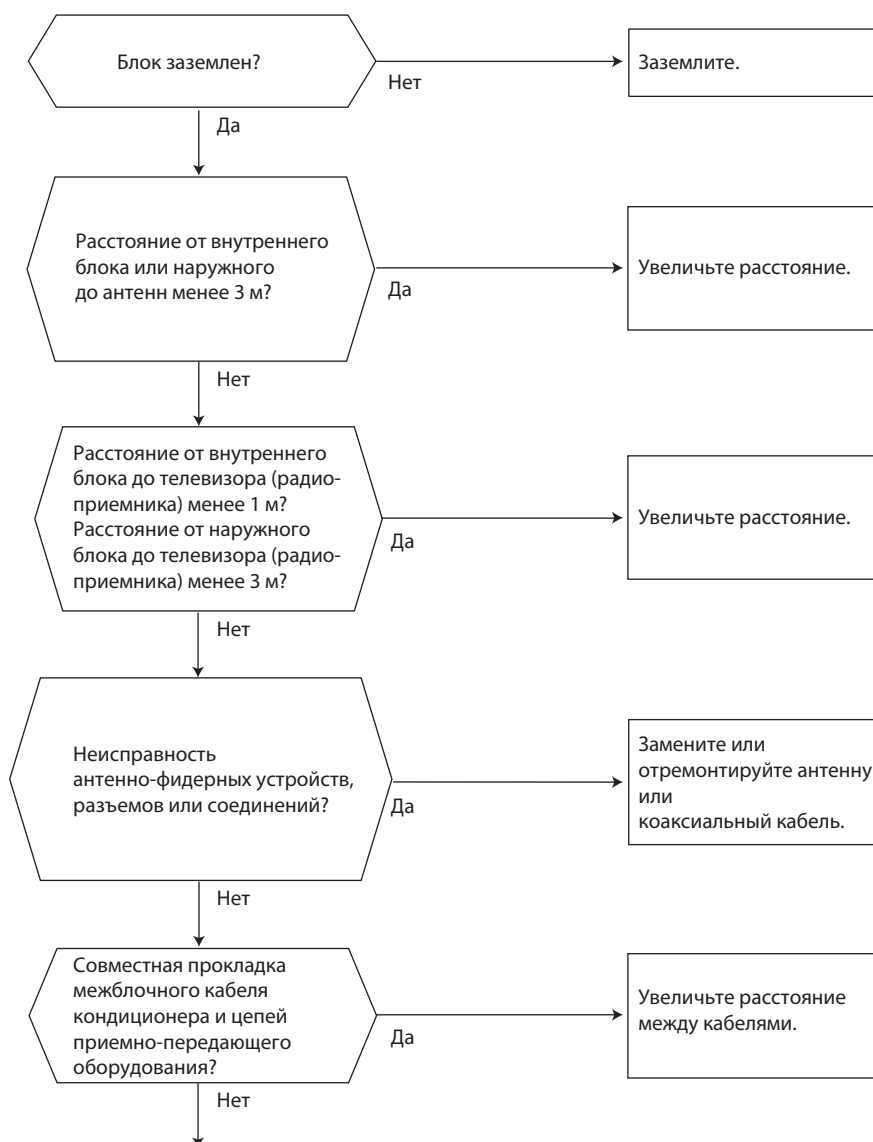 Блок заземлен?
Нет
Заземлите.
Да
Расстояние от внутреннего
блока или наружного
до антенн менее 3 м?
Да
Увеличьте расстояние.
Нет
Расстояние от внутреннего
блока до телевизора (радио-
приемника) менее 1 м?
Расстояние от наружного
блока до телевизора (радио-
приемника) менее 3 м?
Да
Увеличьте расстояние.
Нет
Неисправность
антенно-фидерных устройств,
разъемов или соединений?
Да
Замените или
отремонтируйте антенну
или
коаксиальный кабель.
Нет
Совместная прокладка
межблочного кабеля
кондиционера и цепей
приемно-передающего
оборудования?
Да
Увеличьте расстояние
между кабелями.
Нет